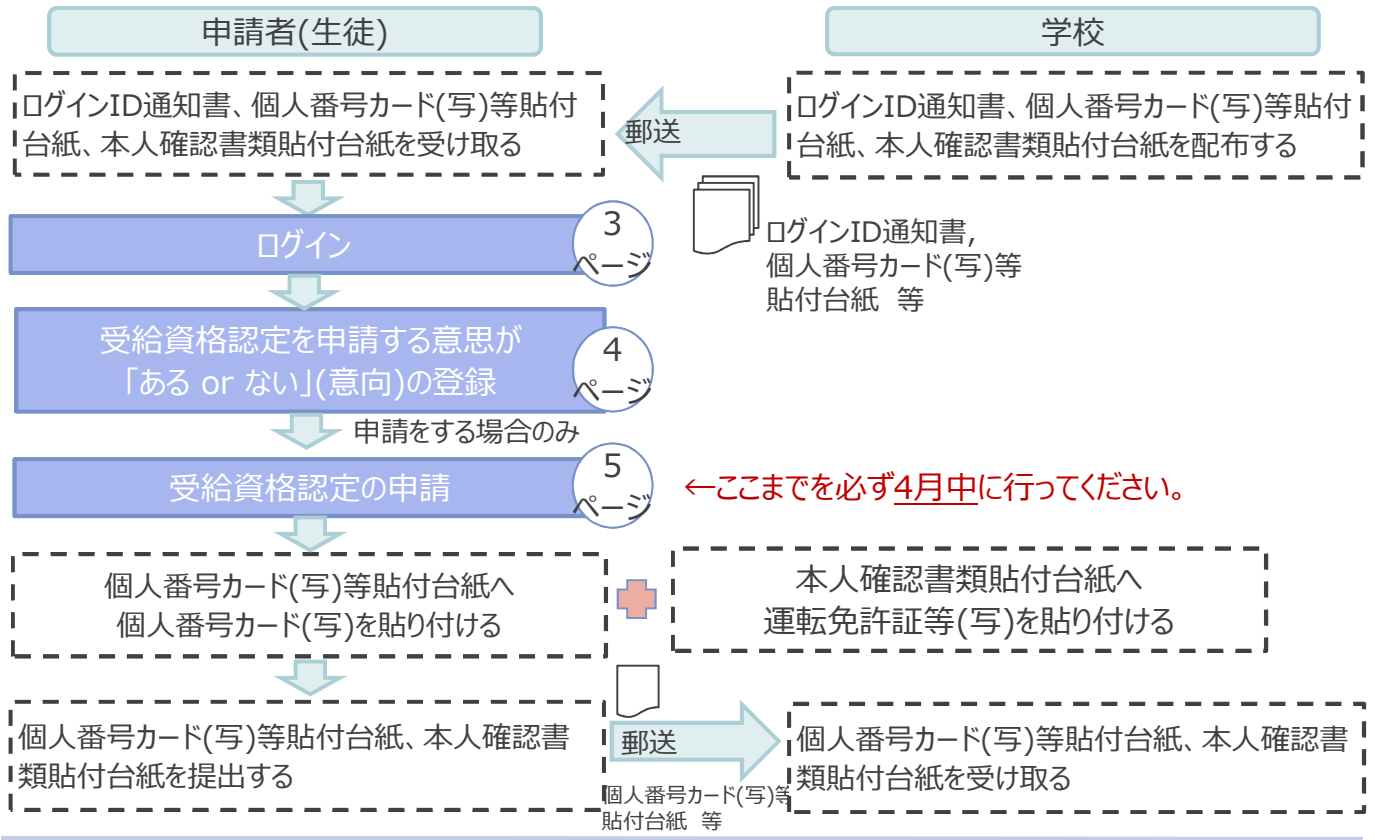 申請者(生徒)
学校
ログインID通知書、個人番号カード(写)等貼付
台紙、本人確認書類貼付台紙を受け取る
郵送
ログインID通知書、個人番号カード(写)等貼付
台紙、本人確認書類貼付台紙を配布する
ログインID通知書,
個人番号カード(写)等
貼付台紙 等
ログイン
3
ページ
受給資格認定を申請する意思が
「ある or ない」(意向)の登録
4
ページ
申請をする場合のみ
受給資格認定の申請
5
ページ
←ここまでを必ず4月中に行ってください。
個人番号カード(写)等貼付台紙へ
個人番号カード(写)を貼り付ける
本人確認書類貼付台紙へ
運転免許証等(写)を貼り付ける
個人番号カード(写)等貼付台紙、本人確認書
類貼付台紙を提出する
郵送
個人番号カード(写)等
貼付台紙 等
個人番号カード(写)等貼付台紙、本人確認書
類貼付台紙を受け取る